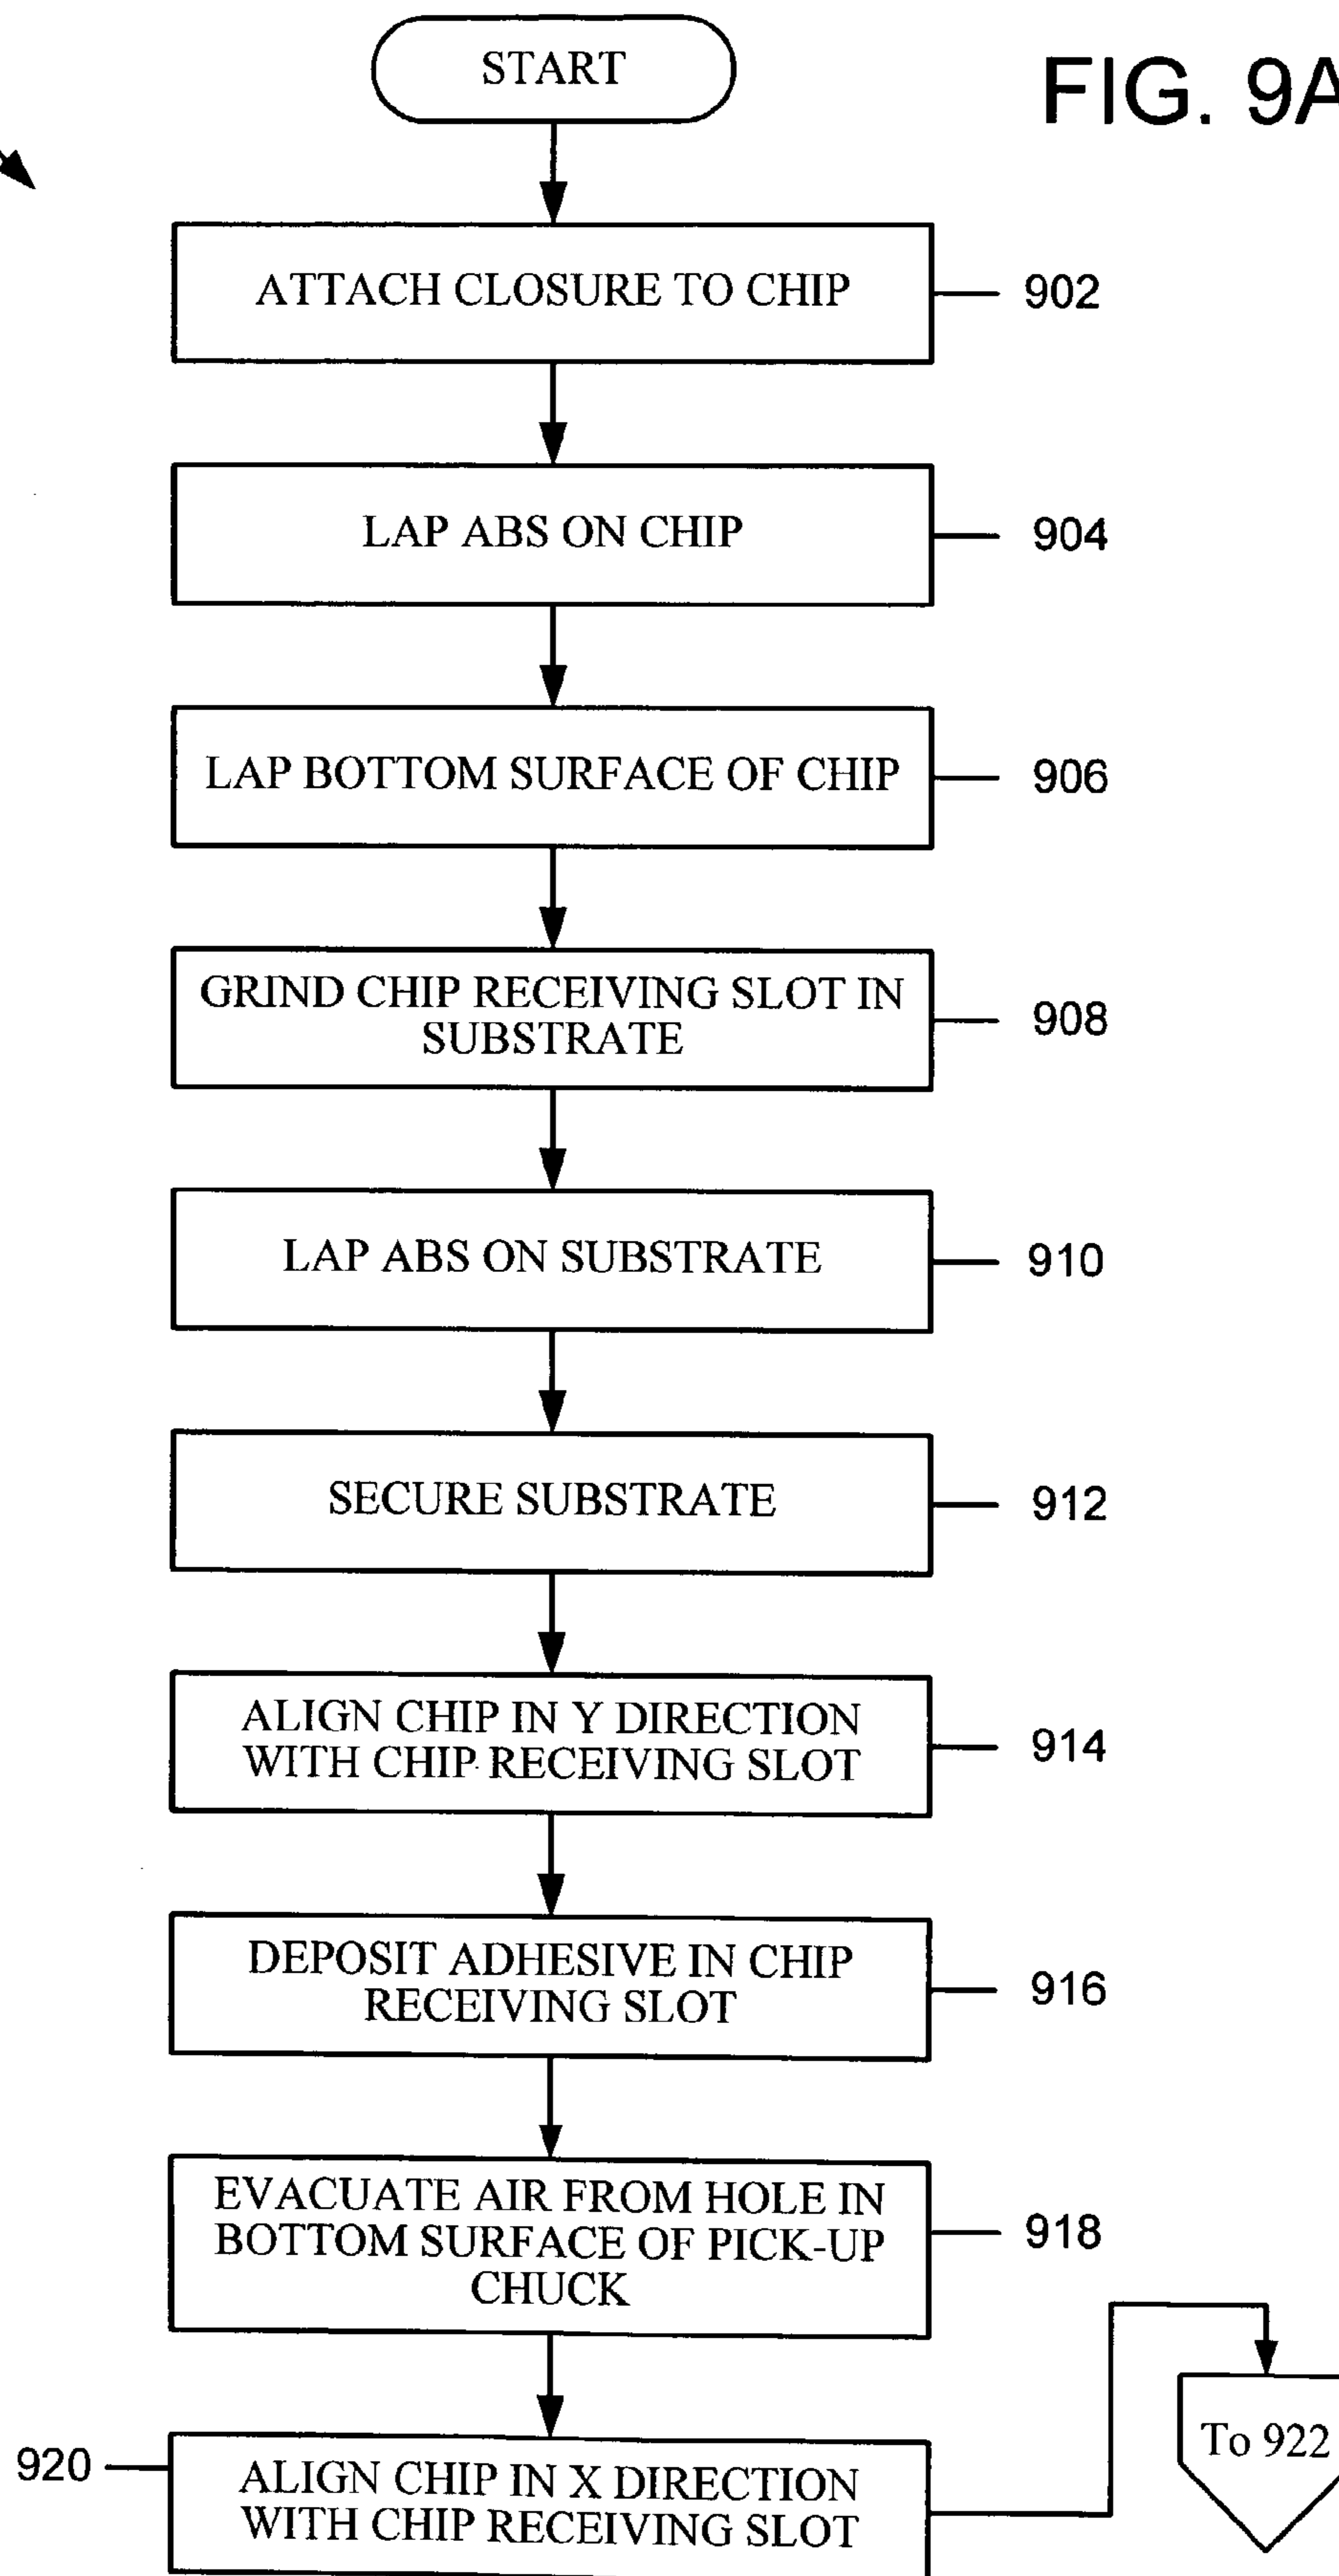 START
FIG. 9A
ATTACH CLOSURE TO CHIP
902
LAP ABS ON CHIP
904
LAP BOTTOM SURFACE OF CHIP
906
GRIND CHIP RECEIVING SLOT IN
SUBSTRATE
908
LAP ABS ON SUBSTRATE
910
SECURE SUBSTRATE
912
ALIGN CHIP IN Y DIRECTION
WITH CHIP RECEIVING SLOT
914
DEPOSIT ADHESIVE IN CHIP
RECEIVING SLOT
916
EVACUATE AIR FROM HOLE IN
BOTTOM SURFACE OF PICK-UP
CHUCK
918
920
ALIGN CHIP IN X DIRECTION
WITH CHIP RECEIVING SLOT
To 922